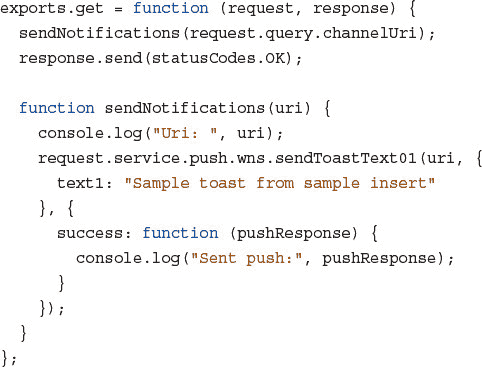 exports.get = function (request, response) {
  sendNotifications(request.query.channelUri);
  response.send(statusCodes.OK);

  function sendNotifications(uri) {
    console.log("Uri: ", uri);
    request.service.push.wns.sendToastText01(uri, {
      text1: "Sample toast from sample insert"
    }, {
      success: function (pushResponse) {
        console.log("Sent push:", pushResponse);
      }
    });
  }
};